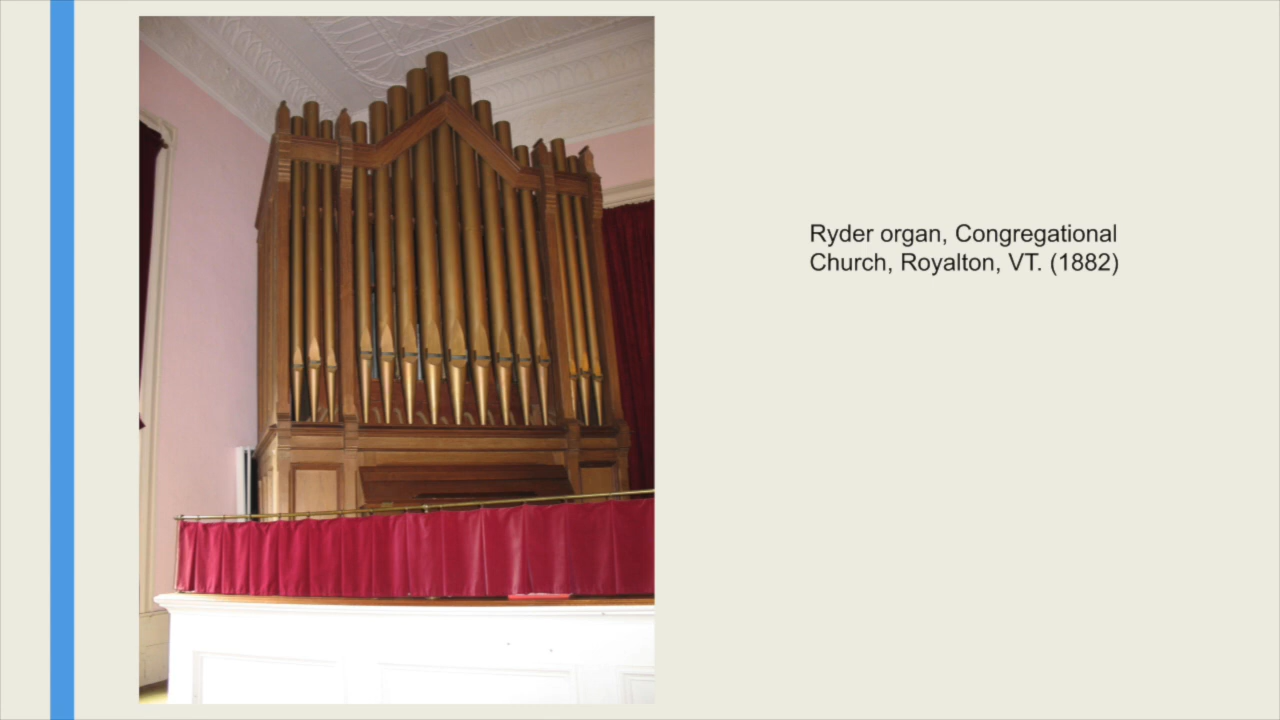 Ryder organ, Congregational
Church, Royalton, VT. (1882)